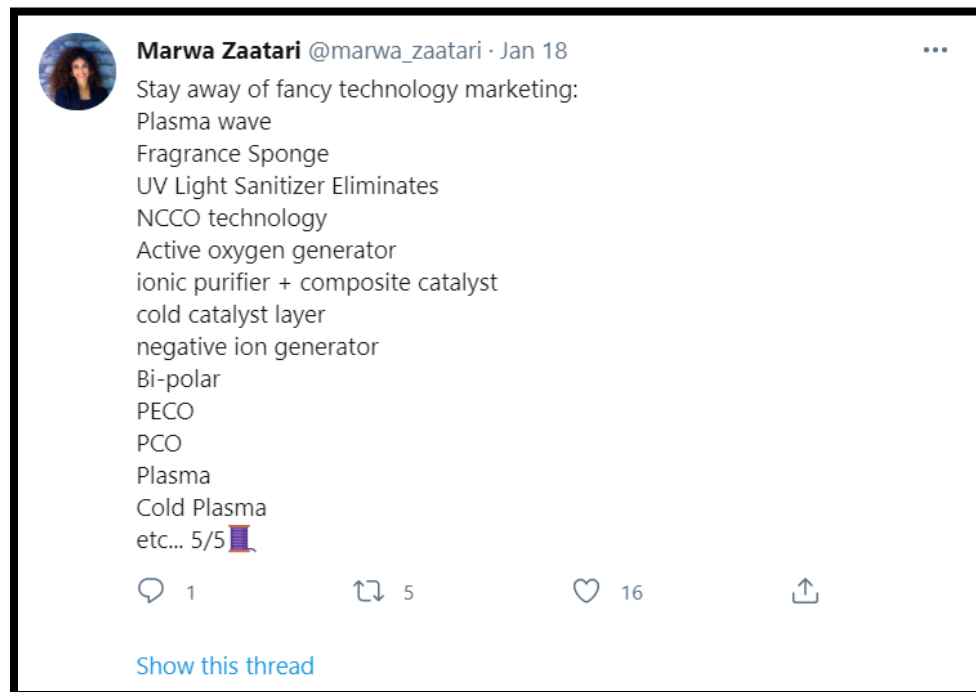 Marwa Zaatari @marwa_zaatari · Jan 18
Stay away of fancy technology marketing:
Plasma wave
Fragrance Sponge
UV Light Sanitizer Eliminates
NCCO technology
Active oxygen generator
ionic purifier + composite catalyst
cold catalyst layer
negative ion generator
Bi-polar
PECO
PCO
Plasma
Cold Plasma
etc... 5/5🧵
1 5 16
Show this thread